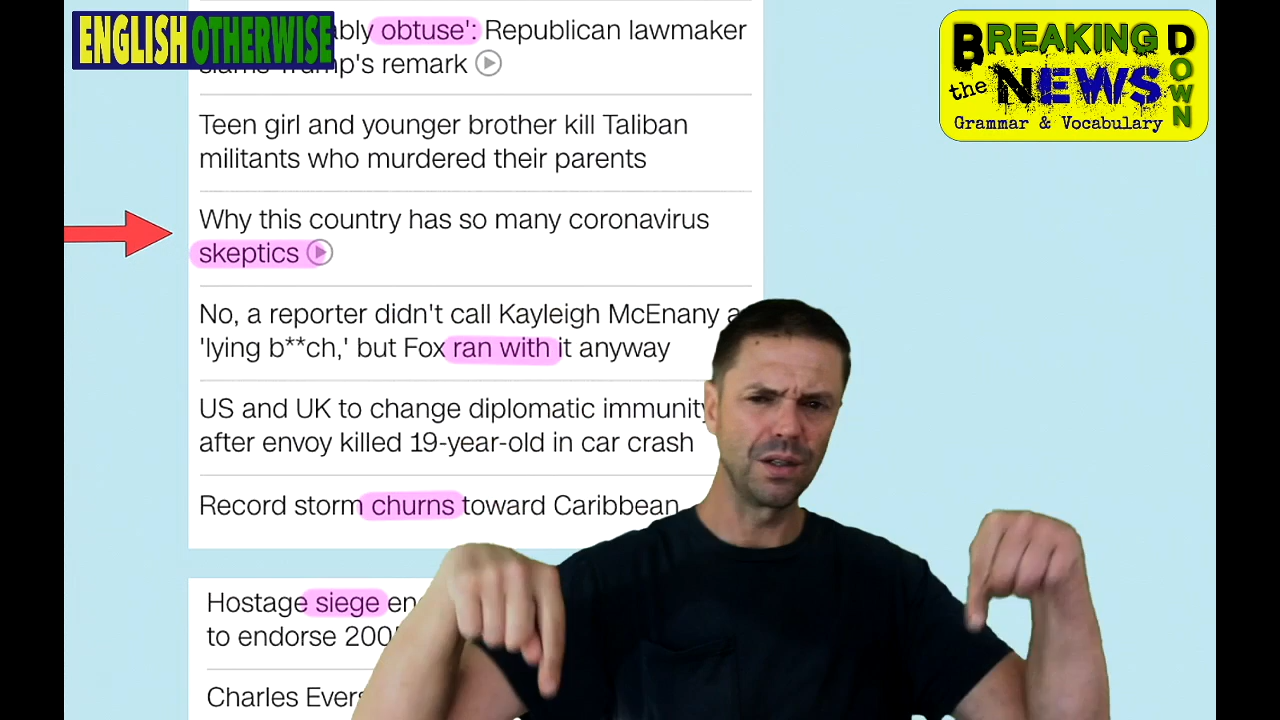 ENGLISH OTHERWISE
BREAKING DOWN
the NEWS
Grammar & Vocabulary
obtuse': Republican lawmaker
remark
Teen girl and younger brother kill Taliban
militants who murdered their parents
Why this country has so many coronavirus
skeptics
No, a reporter didn't call Kayleigh McEnany
'lying b**ch,' but Fox ran with it anyway
US and UK to change diplomatic immunity
after envoy killed 19-year-old in car crash
Record storm churns toward Caribbean
Hostage siege
to endorse
Charles Evers